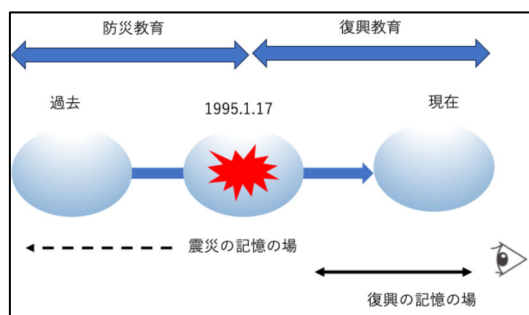 防災教育
復興教育
過去
1995.1.17
現在
震災の記憶の場
復興の記憶の場